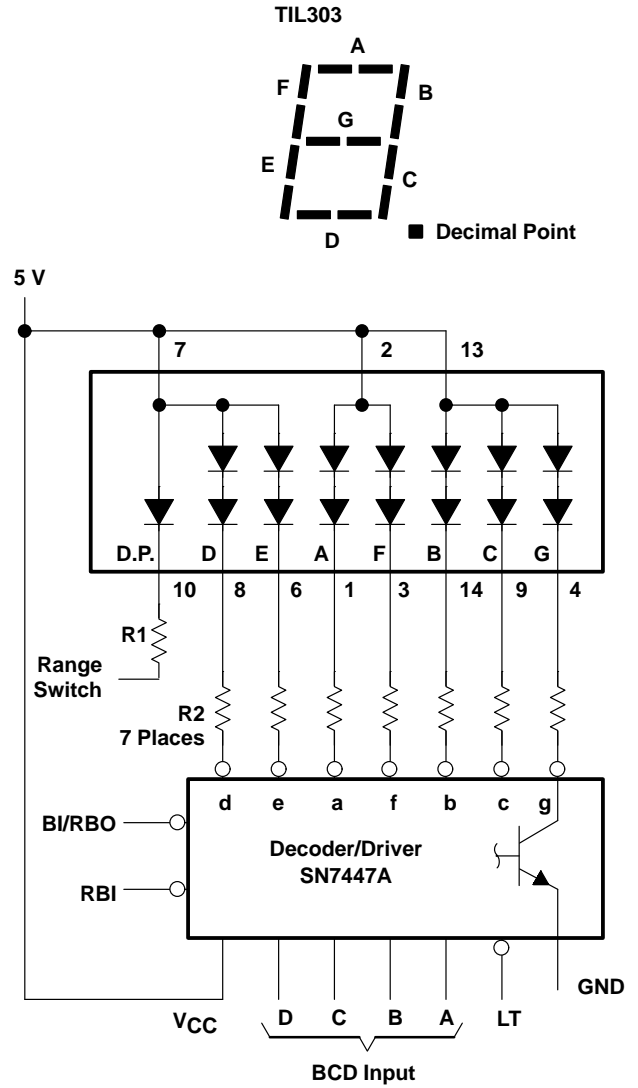 TIL303
A
F
B
G
E
C
D
Decimal Point
5 V
7 2 13
D.P. D E A F B C G
10 8 6 1 3 14 9 4
R1
Range
Switch
R2
7 Places
d e a f b c g
BI/RBO
Decoder/Driver
SN7447A
RBI
GND
VCC D C B A LT
BCD Input